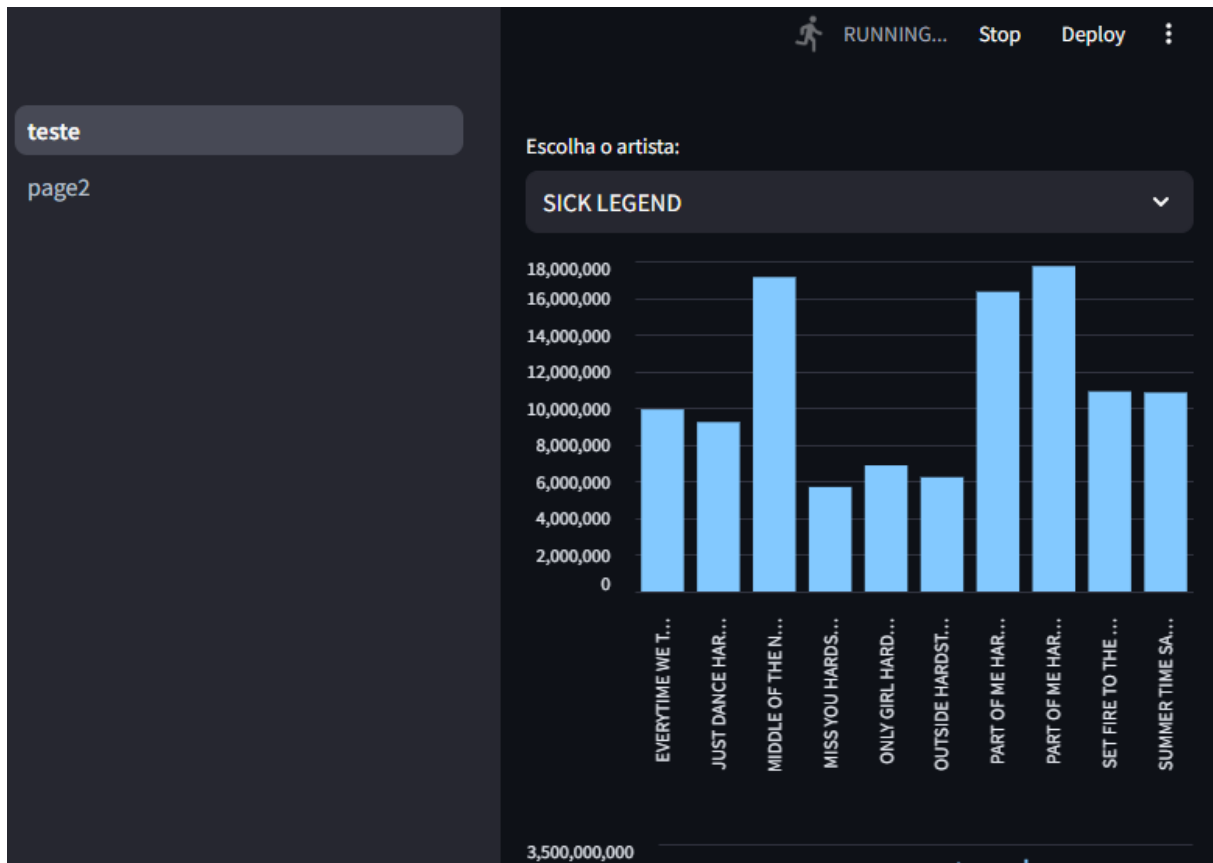 RUNNING... Stop Deploy
teste
page2
Escolha o artista:
SICK LEGEND
18,000,000
16,000,000
14,000,000
12,000,000
10,000,000
8,000,000
6,000,000
4,000,000
2,000,000
0
EVERYTIME WE T...
JUST DANCE HAR...
MIDDLE OF THE N...
MISS YOU HARDS...
ONLY GIRL HARD...
OUTSIDE HARDST...
PART OF ME HAR...
PART OF ME HAR...
SET FIRE TO THE ...
SUMMER TIME SA...
3,500,000,000